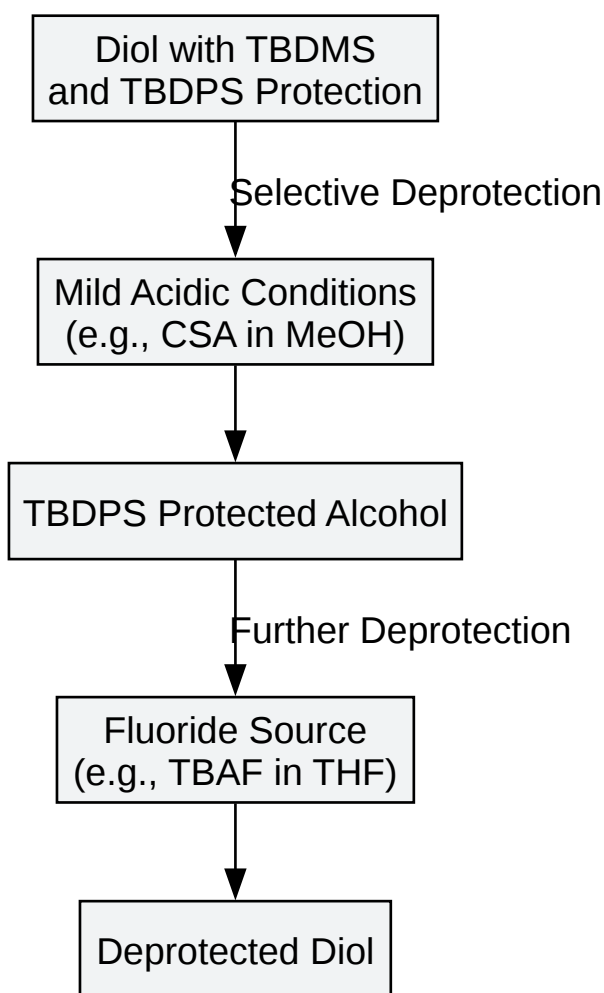 Diol with TBDMS
and TBDPS Protection
Selective Deprotection
Mild Acidic Conditions
(e.g., CSA in MeOH)
TBDPS Protected Alcohol
Further Deprotection
Fluoride Source
(e.g., TBAF in THF)
Deprotected Diol